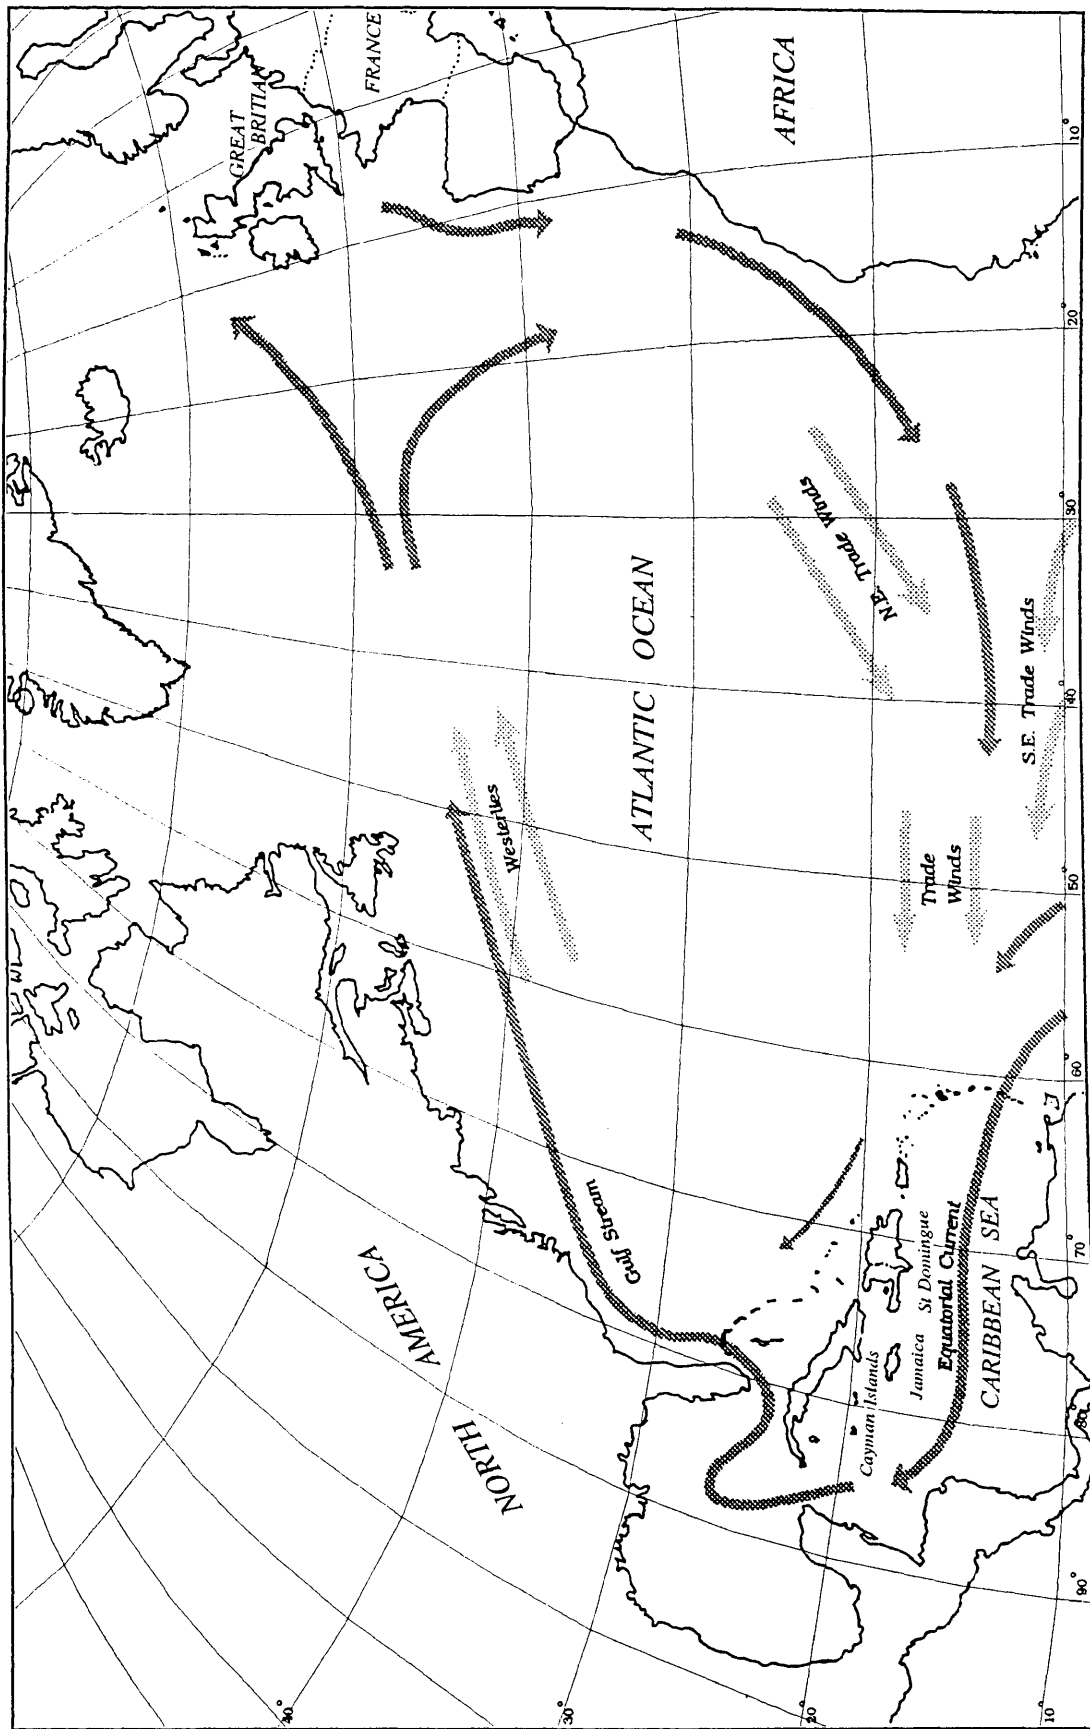 GREAT
BRITIAN
FRANCE
AFRICA
NORTH
AMERICA
ATLANTIC OCEAN
Westerlies
Gulf Stream
N.E. Trade Winds
S.E. Trade Winds
Trade
Winds
Cayman Islands
Jamaica
St Domingue
Equatorial Current
CARIBBEAN SEA
40°
30°
20°
10°
90°
80°
70°
60°
50°
40°
30°
20°
10°